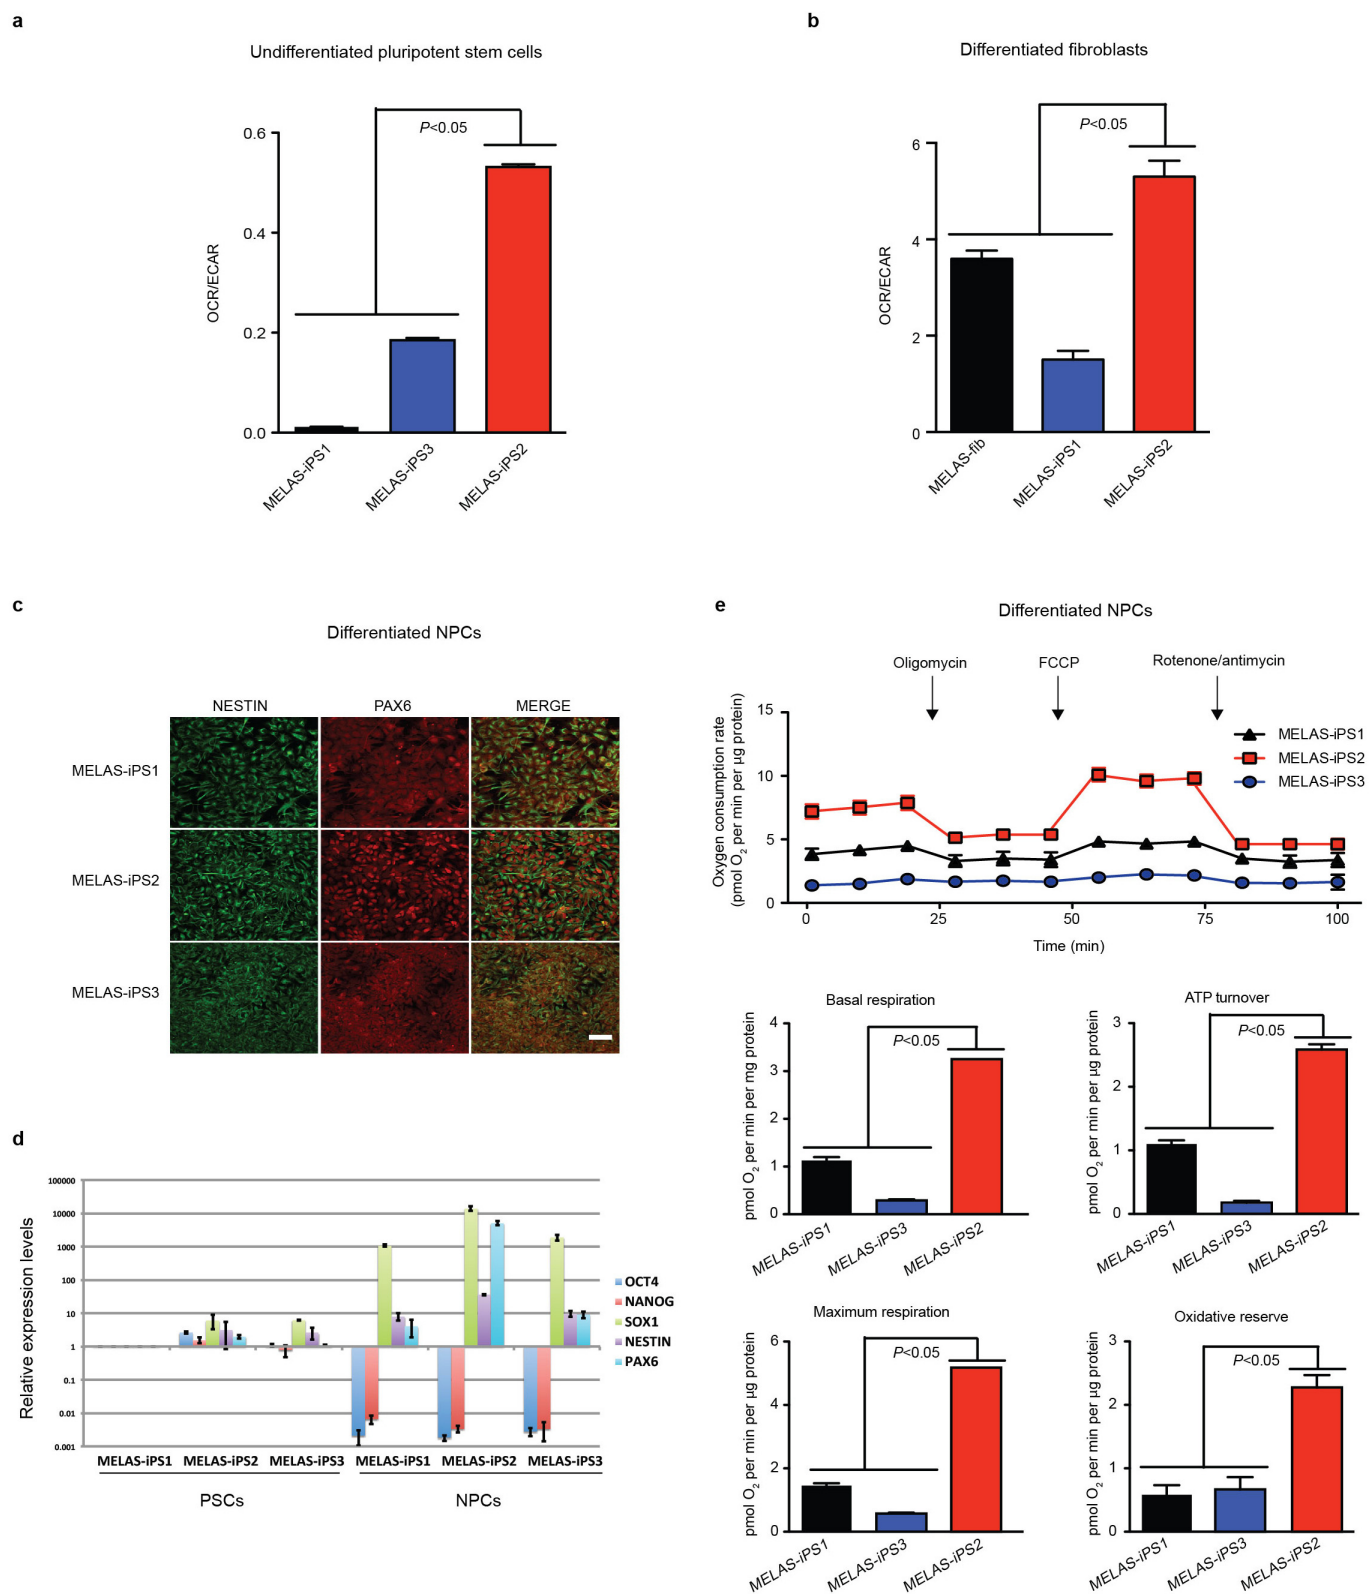 a
Undifferentiated pluripotent stem cells
P<0.05
OCR/ECAR
0.6
0.4
0.2
0.0
MELAS-iPS1
MELAS-iPS3
MELAS-iPS2
b
Differentiated fibroblasts
P<0.05
OCR/ECAR
6
4
2
0
MELAS-fib
MELAS-iPS1
MELAS-iPS2
c
Differentiated NPCs
NESTIN PAX6 MERGE
MELAS-iPS1
MELAS-iPS2
MELAS-iPS3
d
Relative expression levels
100000
10000
1000
100
10
1
0.1
0.01
0.001
OCT4
NANOG
SOX1
NESTIN
PAX6
MELAS-iPS1 MELAS-iPS2 MELAS-iPS3 MELAS-iPS1 MELAS-iPS2 MELAS-iPS3
PSCs NPCs
e
Differentiated NPCs
Oligomycin FCCP Rotenone/antimycin
Oxygen consumption rate
(pmol O2 per min per µg protein)
15
10
5
0
MELAS-iPS1
MELAS-iPS2
MELAS-iPS3
0 25 50 75 100
Time (min)
Basal respiration
pmol O2 per min per mg protein
P<0.05
4
3
2
1
0
MELAS-iPS1
MELAS-iPS3
MELAS-iPS2
ATP turnover
pmol O2 per min per µg protein
P<0.05
3
2
1
0
MELAS-iPS1
MELAS-iPS3
MELAS-iPS2
Maximum respiration
pmol O2 per min per µg protein
P<0.05
6
4
2
0
MELAS-iPS1
MELAS-iPS3
MELAS-iPS2
Oxidative reserve
pmol O2 per min per µg protein
P<0.05
3
2
1
0
MELAS-iPS1
MELAS-iPS3
MELAS-iPS2